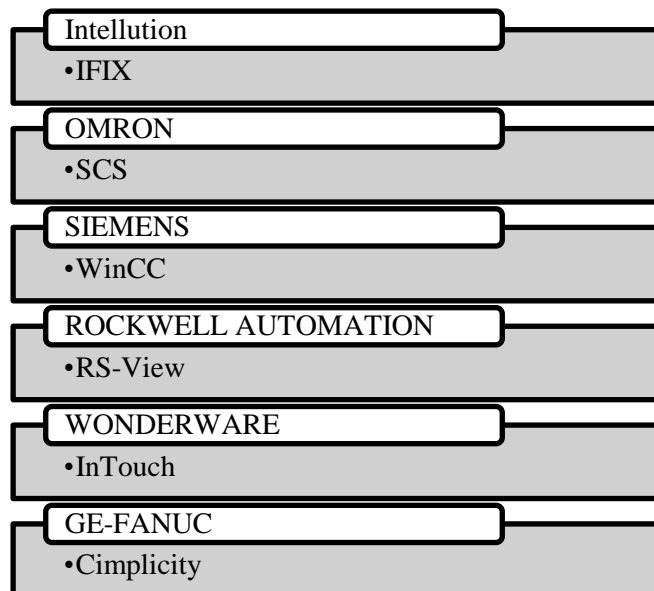 Intellution
•IFIX
OMRON
•SCS
SIEMENS
•WinCC
ROCKWELL AUTOMATION
•RS-View
WONDERWARE
•InTouch
GE-FANUC
•Cimplicity